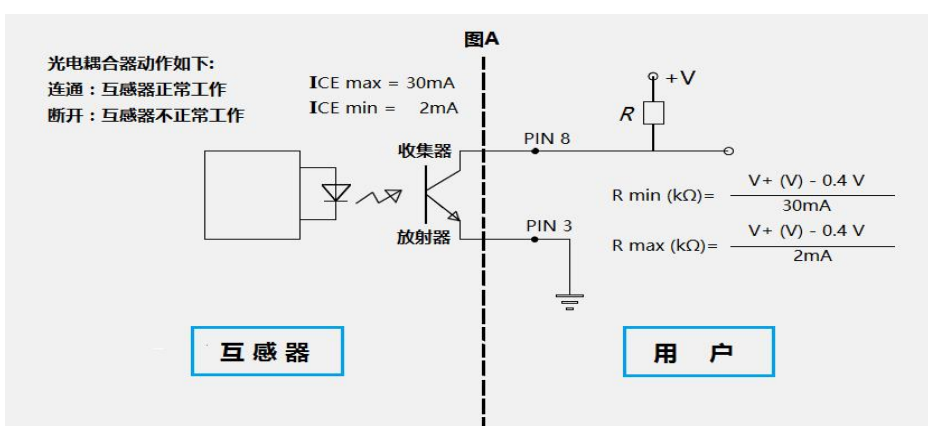 图A
光电耦合器动作如下:
连通：互感器正常工作
断开：互感器不正常工作
ICE max = 30mA
ICE min = 2mA
+V
R
PIN 8
收集器
R min (kΩ)= V+ (V) - 0.4 V
30mA
放射器
PIN 3
R max (kΩ)= V+ (V) - 0.4 V
2mA
互感器
用 户